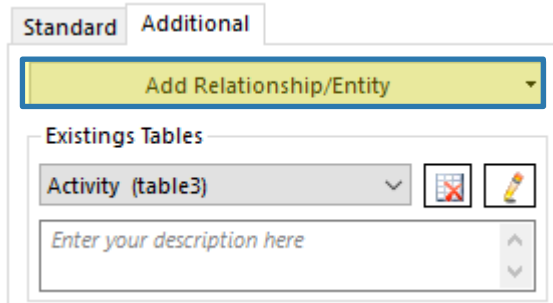 Standard Additional
Add Relationship/Entity
Existings Tables
Activity (table3)
Enter your description here